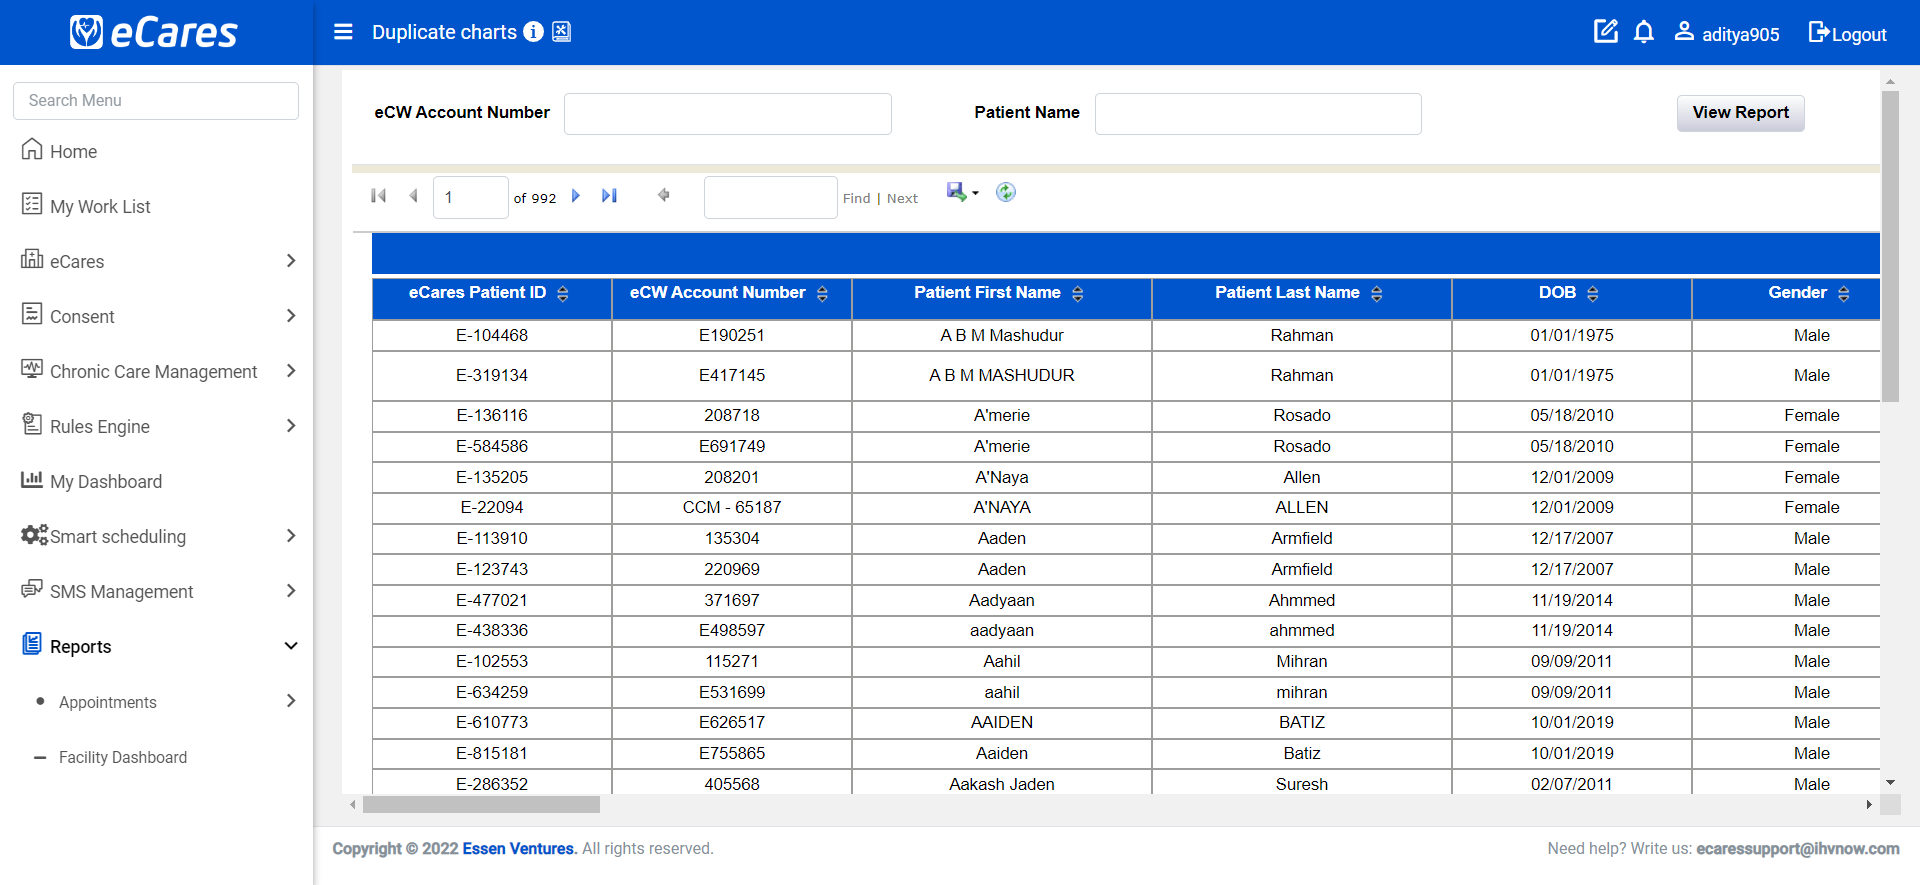 eCares
Duplicate charts
aditya905
Logout
Search Menu
Home
My Work List
eCares
Consent
Chronic Care Management
Rules Engine
My Dashboard
Smart scheduling
SMS Management
Reports
Appointments
Facility Dashboard
eCW Account Number
Patient Name
View Report
1 of 992 Find | Next
eCares Patient ID eCW Account Number Patient First Name Patient Last Name DOB Gender
E-104468 E190251 A B M Mashudur Rahman 01/01/1975 Male
E-319134 E417145 A B M MASHUDUR Rahman 01/01/1975 Male
E-136116 208718 A'merie Rosado 05/18/2010 Female
E-584586 E691749 A'merie Rosado 05/18/2010 Female
E-135205 208201 A'Naya Allen 12/01/2009 Female
E-22094 CCM - 65187 A'NAYA ALLEN 12/01/2009 Female
E-113910 135304 Aaden Armfield 12/17/2007 Male
E-123743 220969 Aaden Armfield 12/17/2007 Male
E-477021 371697 Aadyaan Ahmmed 11/19/2014 Male
E-438336 E498597 aadyaan ahmmed 11/19/2014 Male
E-102553 115271 Aahil Mihran 09/09/2011 Male
E-634259 E531699 aahil mihran 09/09/2011 Male
E-610773 E626517 AAIDEN BATIZ 10/01/2019 Male
E-815181 E755865 Aaiden Batiz 10/01/2019 Male
E-286352 405568 Aakash Jaden Suresh 02/07/2011 Male
Copyright © 2022 Essen Ventures. All rights reserved.
Need help? Write us: ecaressupport@ihvnow.com